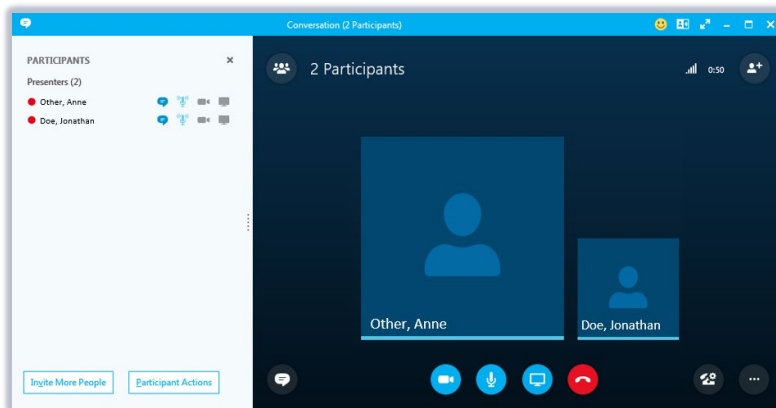 Conversation (2 Participants)
PARTICIPANTS
Presenters (2)
Other, Anne
Doe, Jonathan
Invite More People
Participant Actions
2 Participants
0:50
Other, Anne
Doe, Jonathan